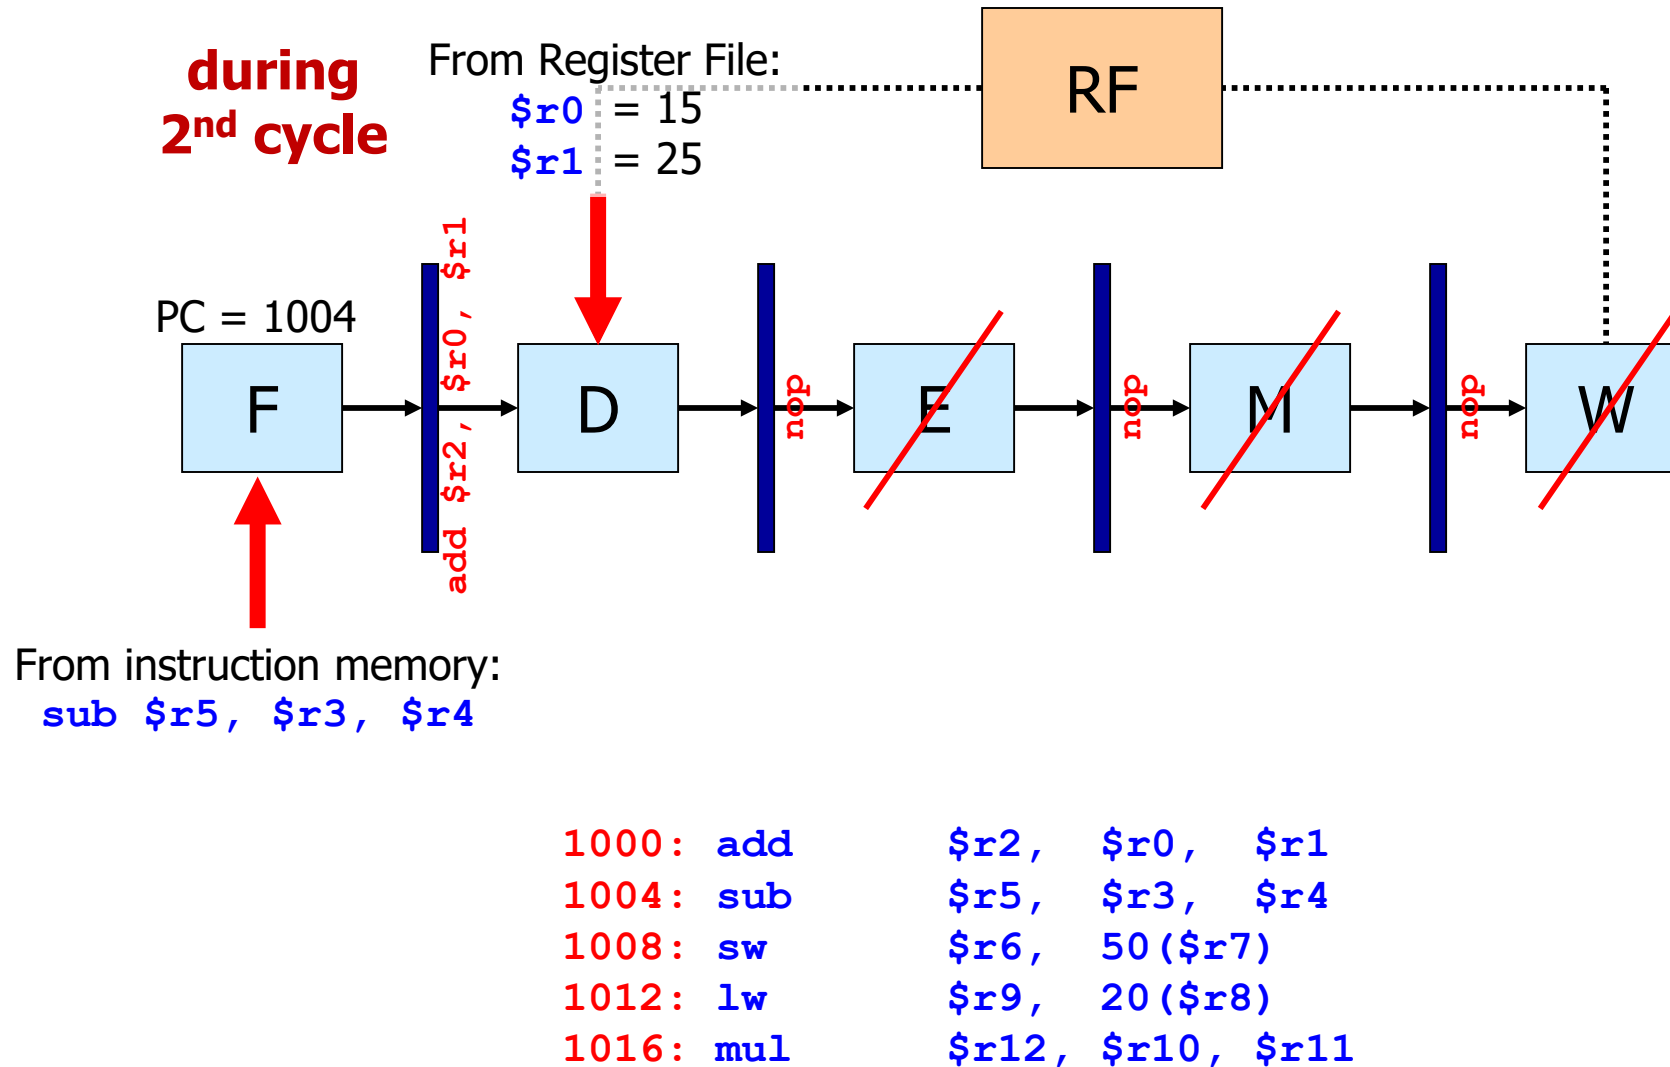 during
2nd cycle
From Register File:
$r0 = 15
$r1 = 25
RF
PC = 1004
F
add $r2, $r0, $r1
D
nop
E
nop
M
nop
W
From instruction memory:
sub $r5, $r3, $r4
1000: add $r2, $r0, $r1
1004: sub $r5, $r3, $r4
1008: sw $r6, 50($r7)
1012: lw $r9, 20($r8)
1016: mul $r12, $r10, $r11